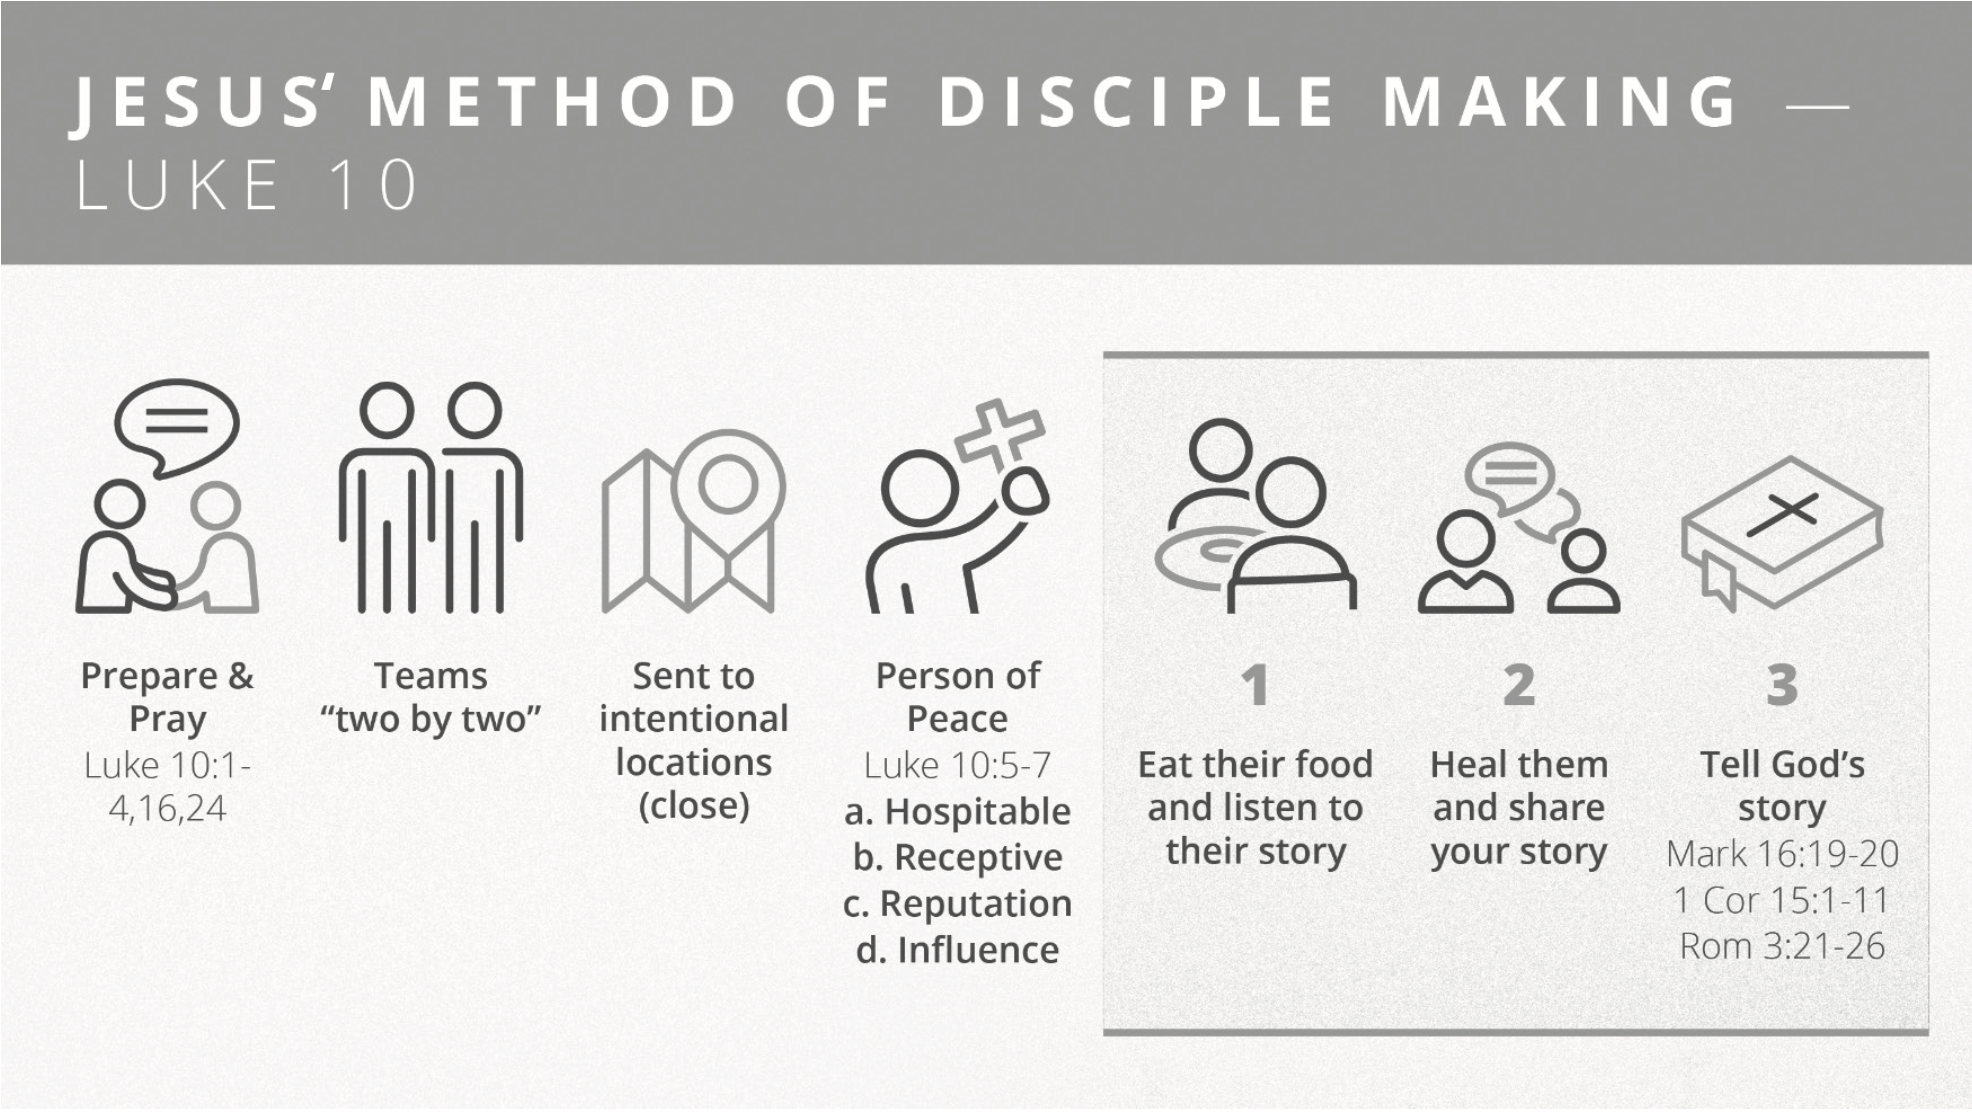 JESUS‘ METHOD OF DISCIPLE MAKING —
LUKE 10
Prepare &
Pray
Luke 10:1-
4,16,24
Teams
“two by two”
Sent to
intentional
locations
(close)
Person of
Peace
Luke 10:5-7
a. Hospitable
b. Receptive
c. Reputation
d. Influence
1
Eat their food
and listen to
their story
2
Heal them
and share
your story
3
Tell God’s
story
Mark 16:19-20
1 Cor 15:1-11
Rom 3:21-26